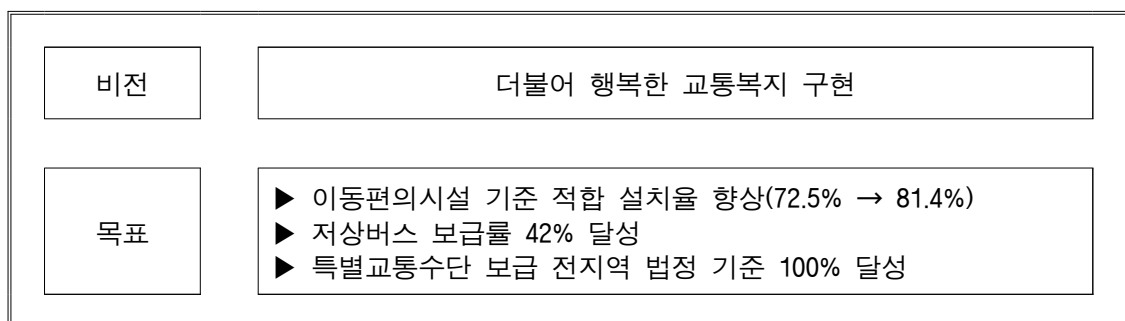 비전
더불어 행복한 교통복지 구현
목표
▶ 이동편의시설 기준 적합 설치율 향상(72.5% → 81.4%)
▶ 저상버스 보급률 42% 달성
▶ 특별교통수단 보급 전지역 법정 기준 100% 달성